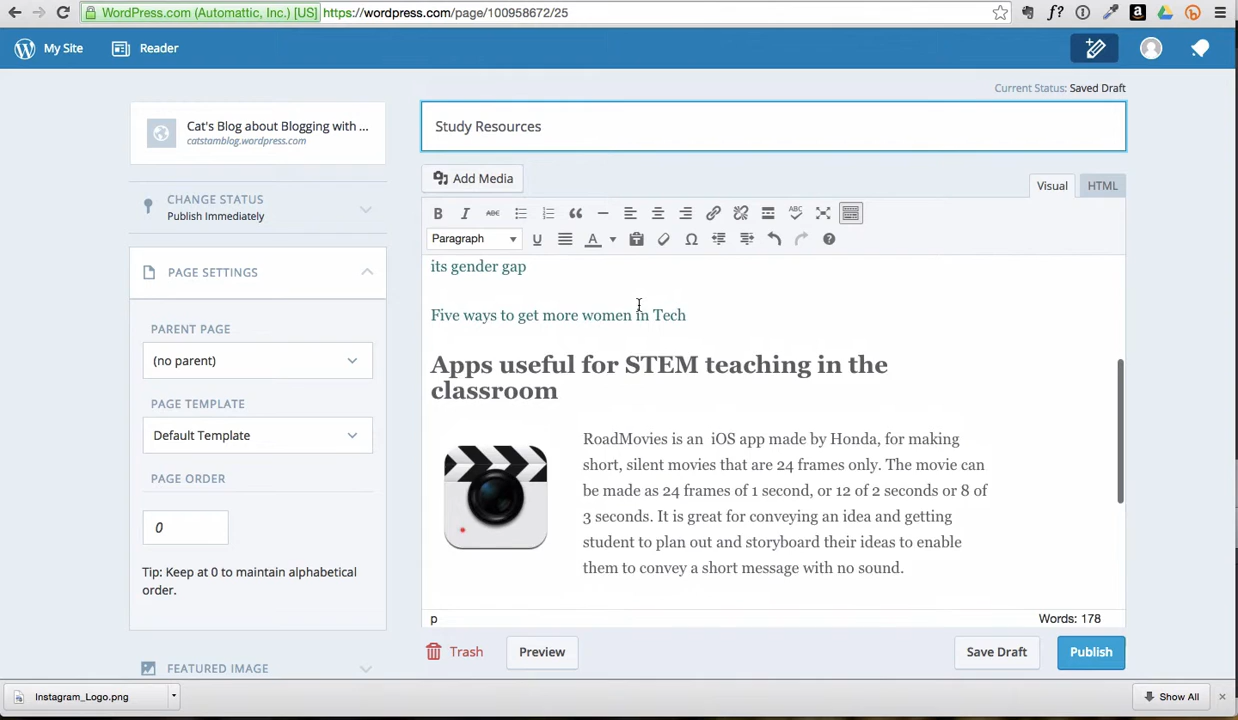 WordPress.com (Automattic, Inc.) [US] https://wordpress.com/page/100958672/25
f?
a
My Site Reader
Current Status: Saved Draft
Cat's Blog about Blogging with ...
catstamblog.wordpress.com
Study Resources
Add Media
Visual HTML
CHANGE STATUS
Publish Immediately
B I ABC ABC
Paragraph U A Ω ?
PAGE SETTINGS
PARENT PAGE
(no parent)
PAGE TEMPLATE
Default Template
PAGE ORDER
0
Tip: Keep at 0 to maintain alphabetical
order.
FEATURED IMAGE
its gender gap
Five ways to get more women in Tech
Apps useful for STEM teaching in the
classroom
RoadMovies is an  iOS app made by Honda, for making
short, silent movies that are 24 frames only. The movie can
be made as 24 frames of 1 second, or 12 of 2 seconds or 8 of
3 seconds. It is great for conveying an idea and getting
student to plan out and storyboard their ideas to enable
them to convey a short message with no sound.
p Words: 178
Trash Preview Save Draft Publish
Instagram_Logo.png Show All